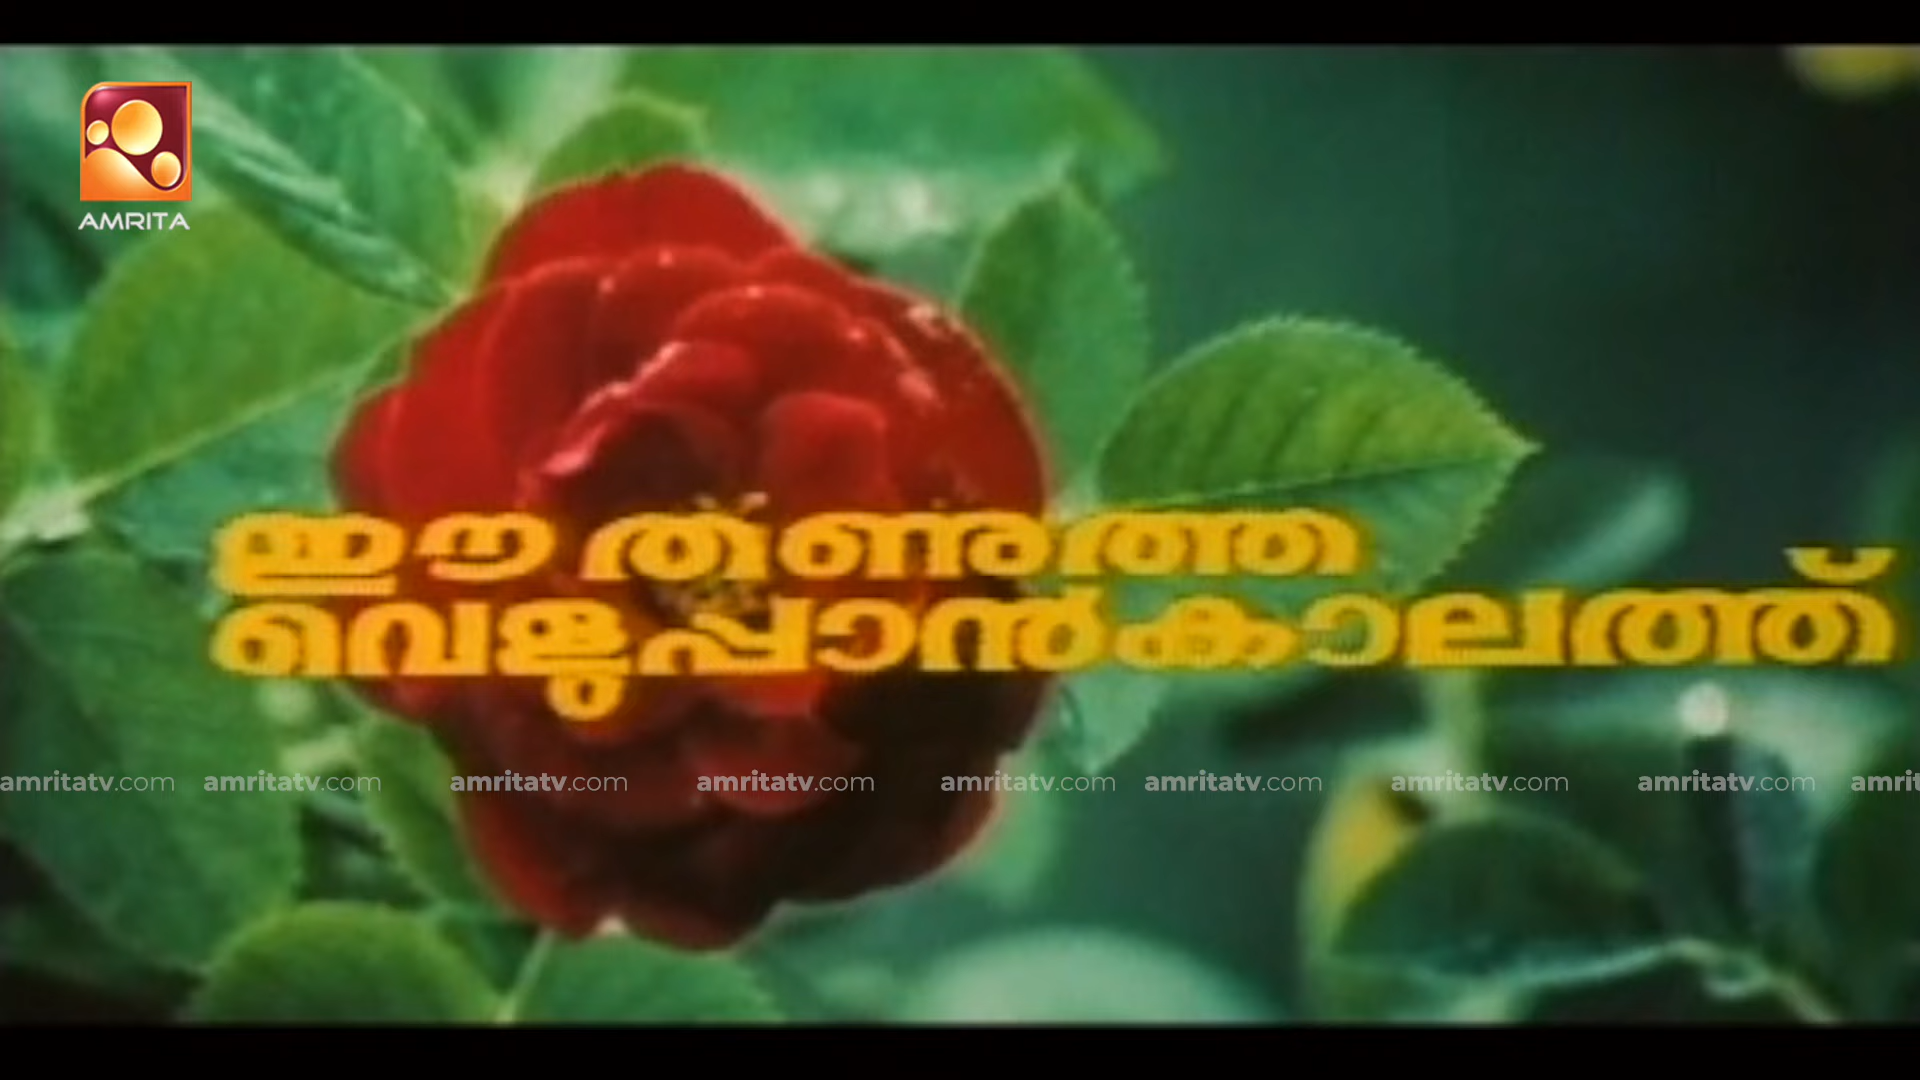 AMRITA
ഈ തണുത്ത
വെളുപ്പാൻകാലത്ത്
amritatv.com amritatv.com amritatv.com amritatv.com amritatv.com amritatv.com amritatv.com amritatv.com amrit